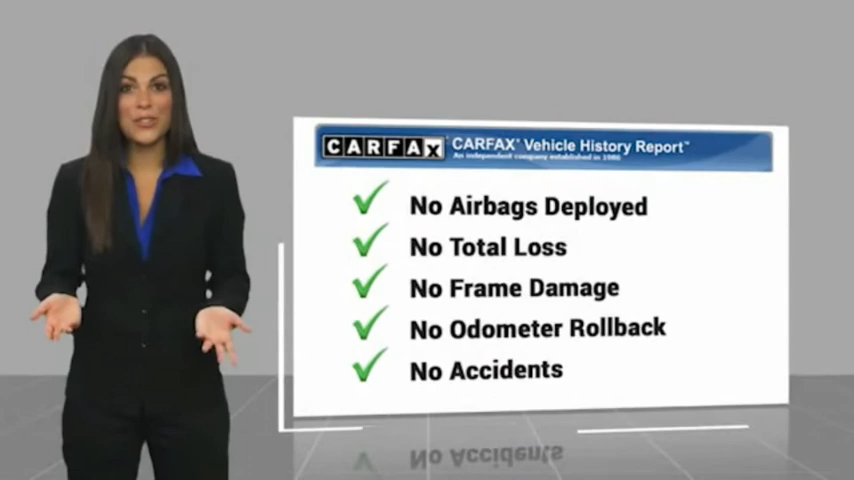 CARFAX CARFAX® Vehicle History Report™
An independent company established in 1986
No Airbags Deployed
No Total Loss
No Frame Damage
No Odometer Rollback
No Accidents
No Accidents